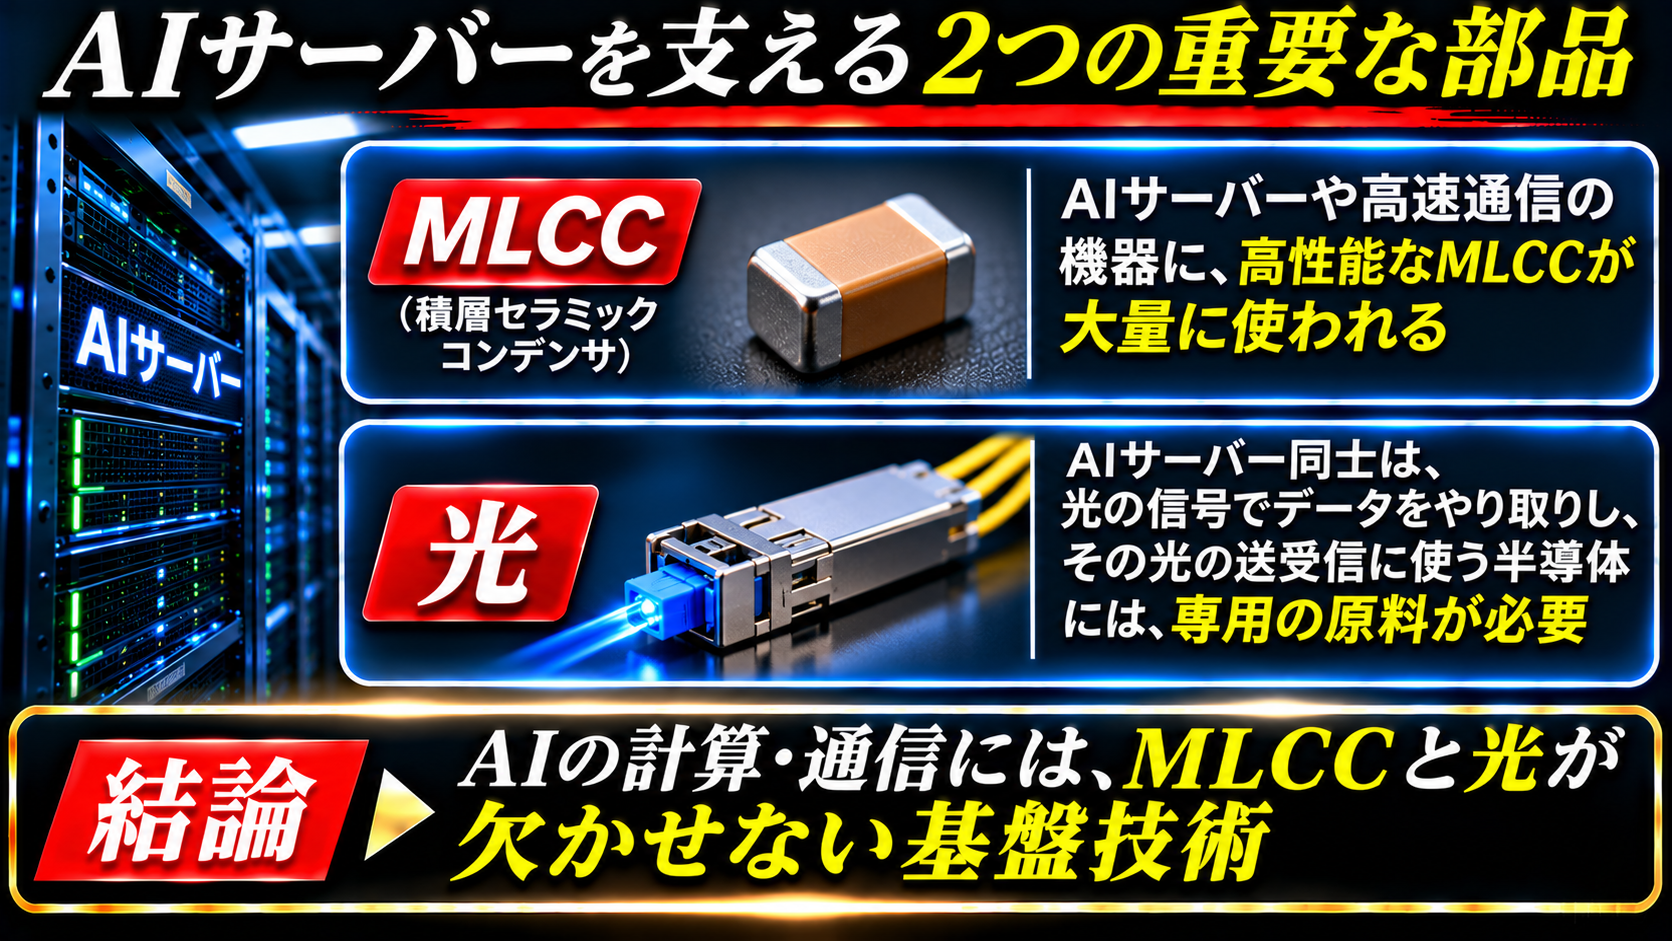 AIサーバーを支える2つの重要な部品
AIサーバー
MLCC
（積層セラミック
コンデンサ）
AIサーバーや高速通信の
機器に、高性能なMLCCが
大量に使われる
光
AIサーバー同士は、
光の信号でデータをやり取りし、
その光の送受信に使う半導体
には、専用の原料が必要
結論
AIの計算・通信には、MLCCと光が
欠かせない基盤技術